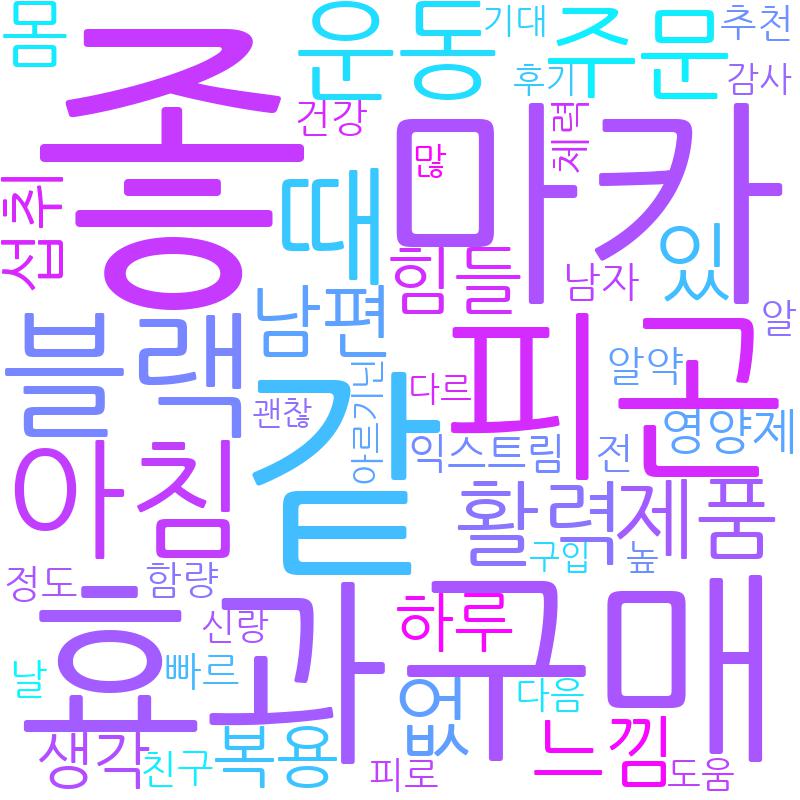 몸
좋
운동
기대
주문
추천
후기
감사
건강
마카
많
체력
섭취
때
있
힘들
남자
블랙
남편
알
같
피곤
알약
다르
괜찮
아르기닌
영양제
아침
익스트림
전
활력
제품
구입
높
정도
함량
효과
구매
하루
신랑
날
빠르
없
다음
느낌
생각
친구
복용
피로
도움